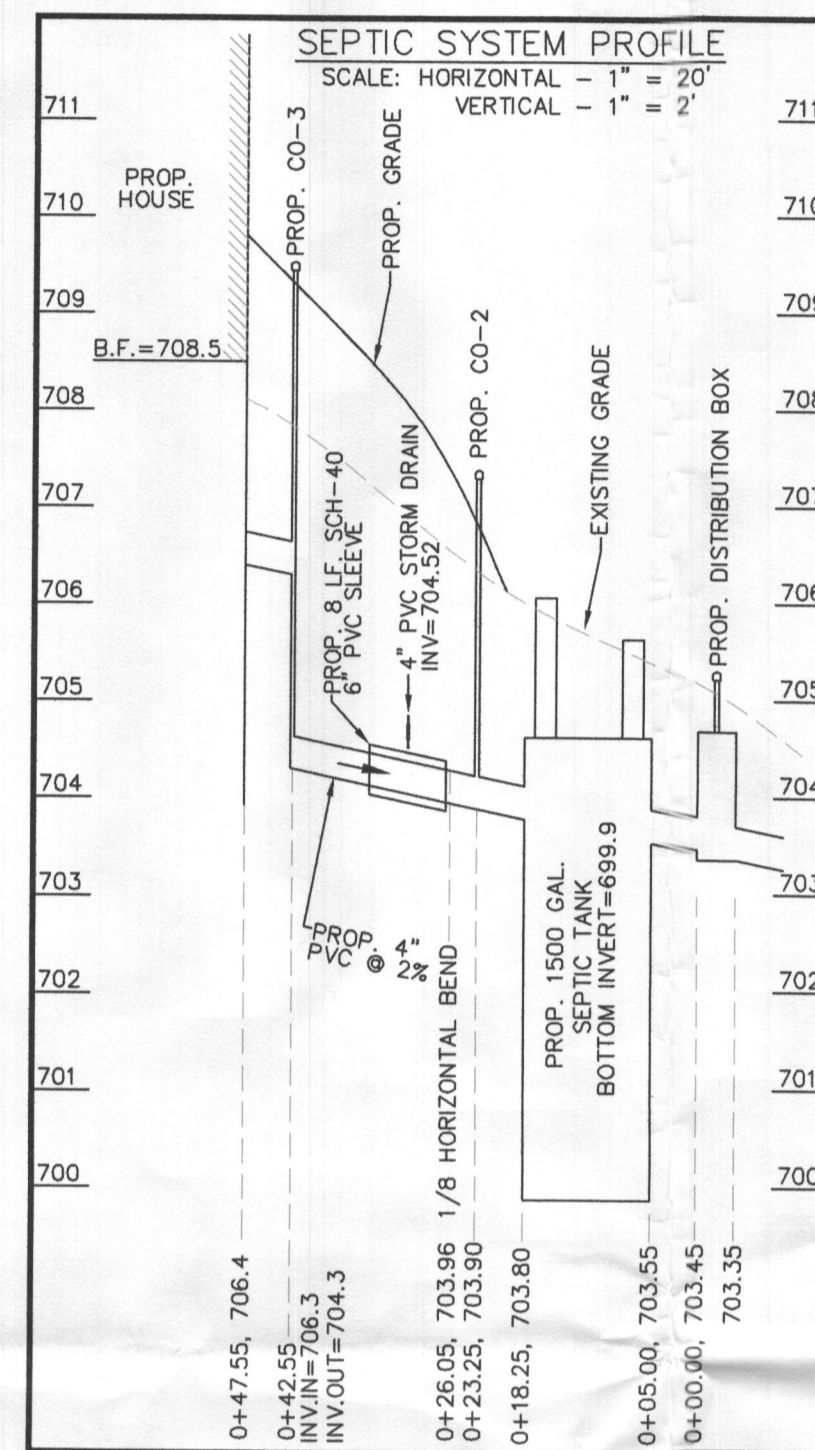 SEPTIC SYSTEM PROFILE
SCALE: HORIZONTAL - 1" = 20'
VERTICAL - 1" = 2'
711
710
709
708
707
706
705
704
703
702
701
700
PROP.
HOUSE
B.F.=708.5
PROP. CO-3
PROP. GRADE
PROP. 8 LF. SCH-40
6" PVC SLEEVE
4" PVC STORM DRAIN
INV=704.52
PROP. CO-2
EXISTING GRADE
PROP. DISTRIBUTION BOX
PROP. 4"
PVC @ 2%
1/8 HORIZONTAL BEND
PROP. 1500 GAL.
SEPTIC TANK
BOTTOM INVERT=699.9
0+47.55, 706.4
0+42.55
INV.IN=706.3
INV.OUT=704.3
0+26.05, 703.96
0+23.25, 703.90
0+18.25, 703.80
0+05.00, 703.55
0+00.00, 703.45
703.35
711
710
709
708
707
706
705
704
703
702
701
700